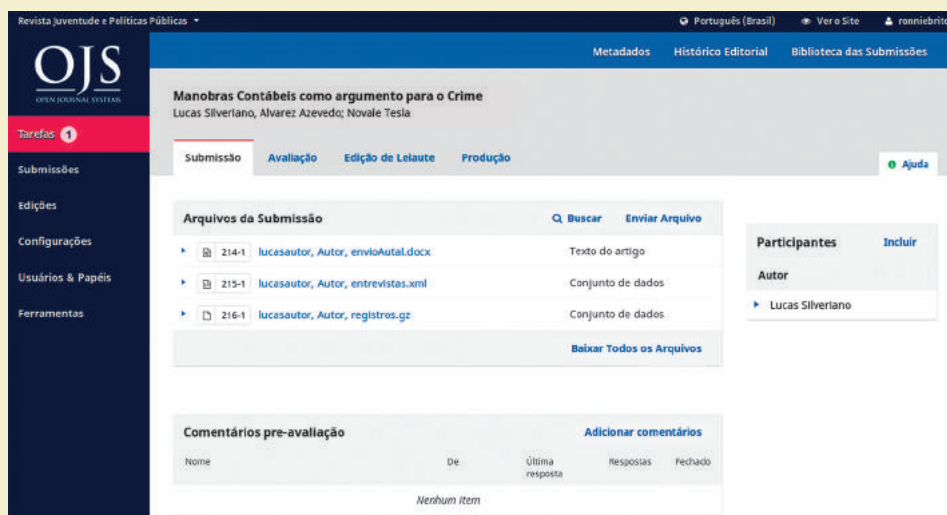 Revista Juventude e Políticas Públicas
Português (Brasil) Ver o Site ronniebrito
OJS
OPEN JOURNAL SYSTEMS
Metadados Histórico Editorial Biblioteca das Submissões
Manobras Contábeis como argumento para o Crime
Lucas Silveriano, Alvarez Azevedo; Novale Tesla
Tarefas 1
Submissões
Edições
Configurações
Usuários & Papéis
Ferramentas
Submissão Avaliação Edição de Leiaute Produção
Ajuda
Arquivos da Submissão Buscar Enviar Arquivo
214-1 lucasautor, Autor, envioAutal.docx Texto do artigo
215-1 lucasautor, Autor, entrevistas.xml Conjunto de dados
216-1 lucasautor, Autor, registros.gz Conjunto de dados
Baixar Todos os Arquivos
Participantes Incluir
Autor
Lucas Silveriano
Comentários pre-avaliação Adicionar comentários
Nome De Última resposta Respostas Fechado
Nenhum Item